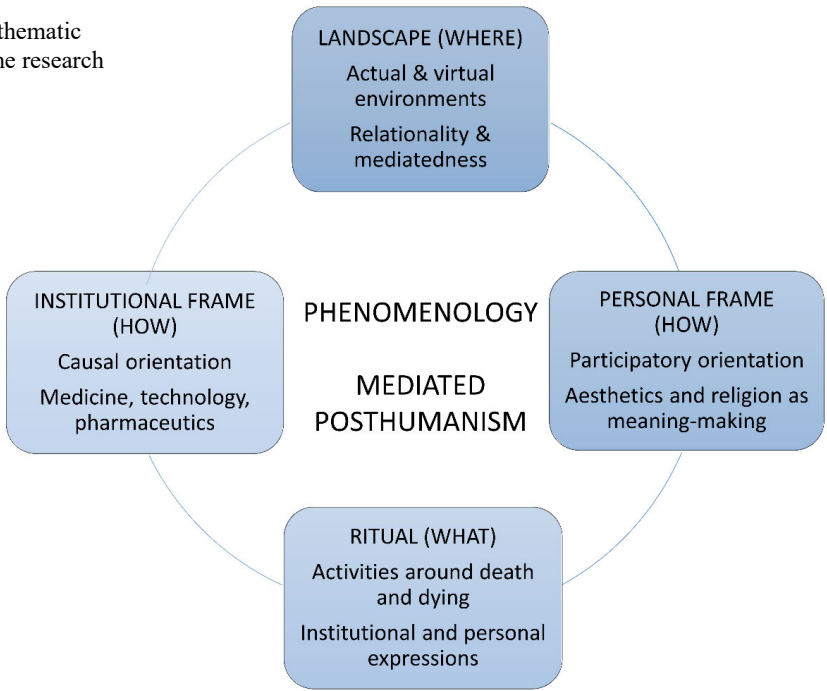 thematic
ne research
LANDSCAPE (WHERE)
Actual & virtual
environments
Relationality &
mediatedness
INSTITUTIONAL FRAME
(HOW)
Causal orientation
Medicine, technology,
pharmaceutics
PHENOMENOLOGY
MEDIATED
POSTHUMANISM
PERSONAL FRAME
(HOW)
Participatory orientation
Aesthetics and religion as
meaning-making
RITUAL (WHAT)
Activities around death
and dying
Institutional and personal
expressions